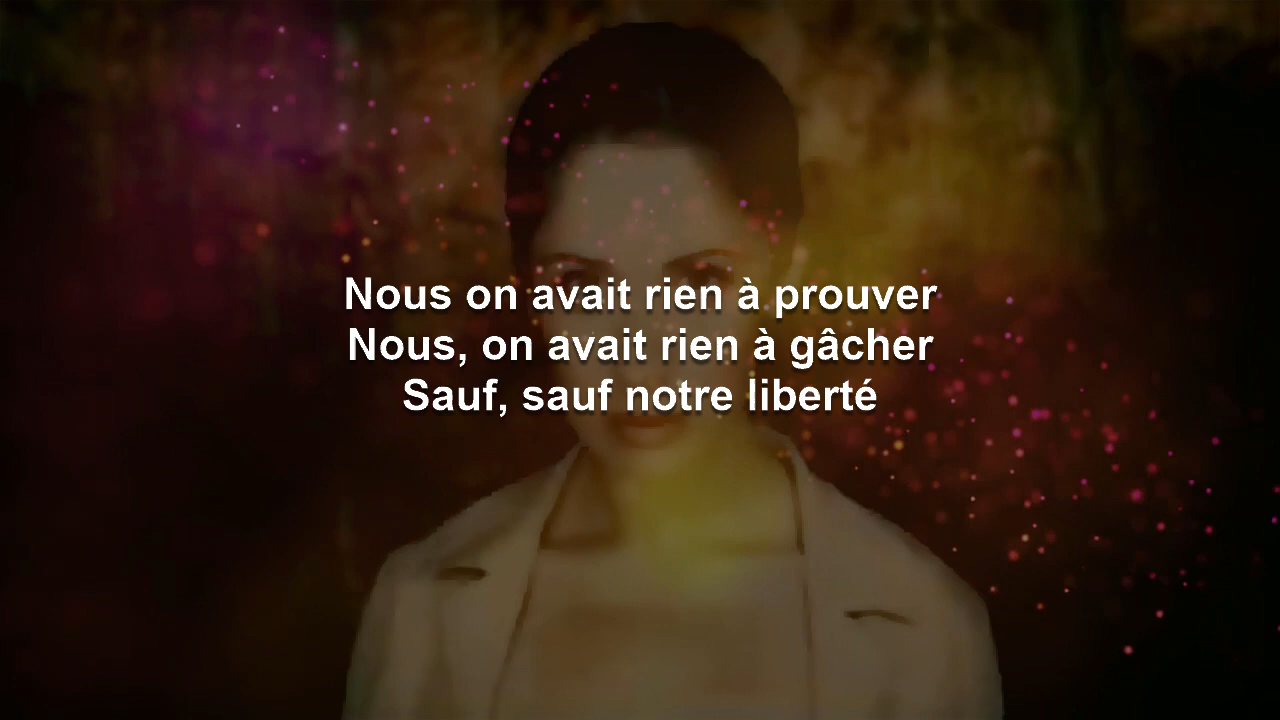 Nous on avait rien à prouver
Nous, on avait rien à gâcher
Sauf, sauf notre liberté